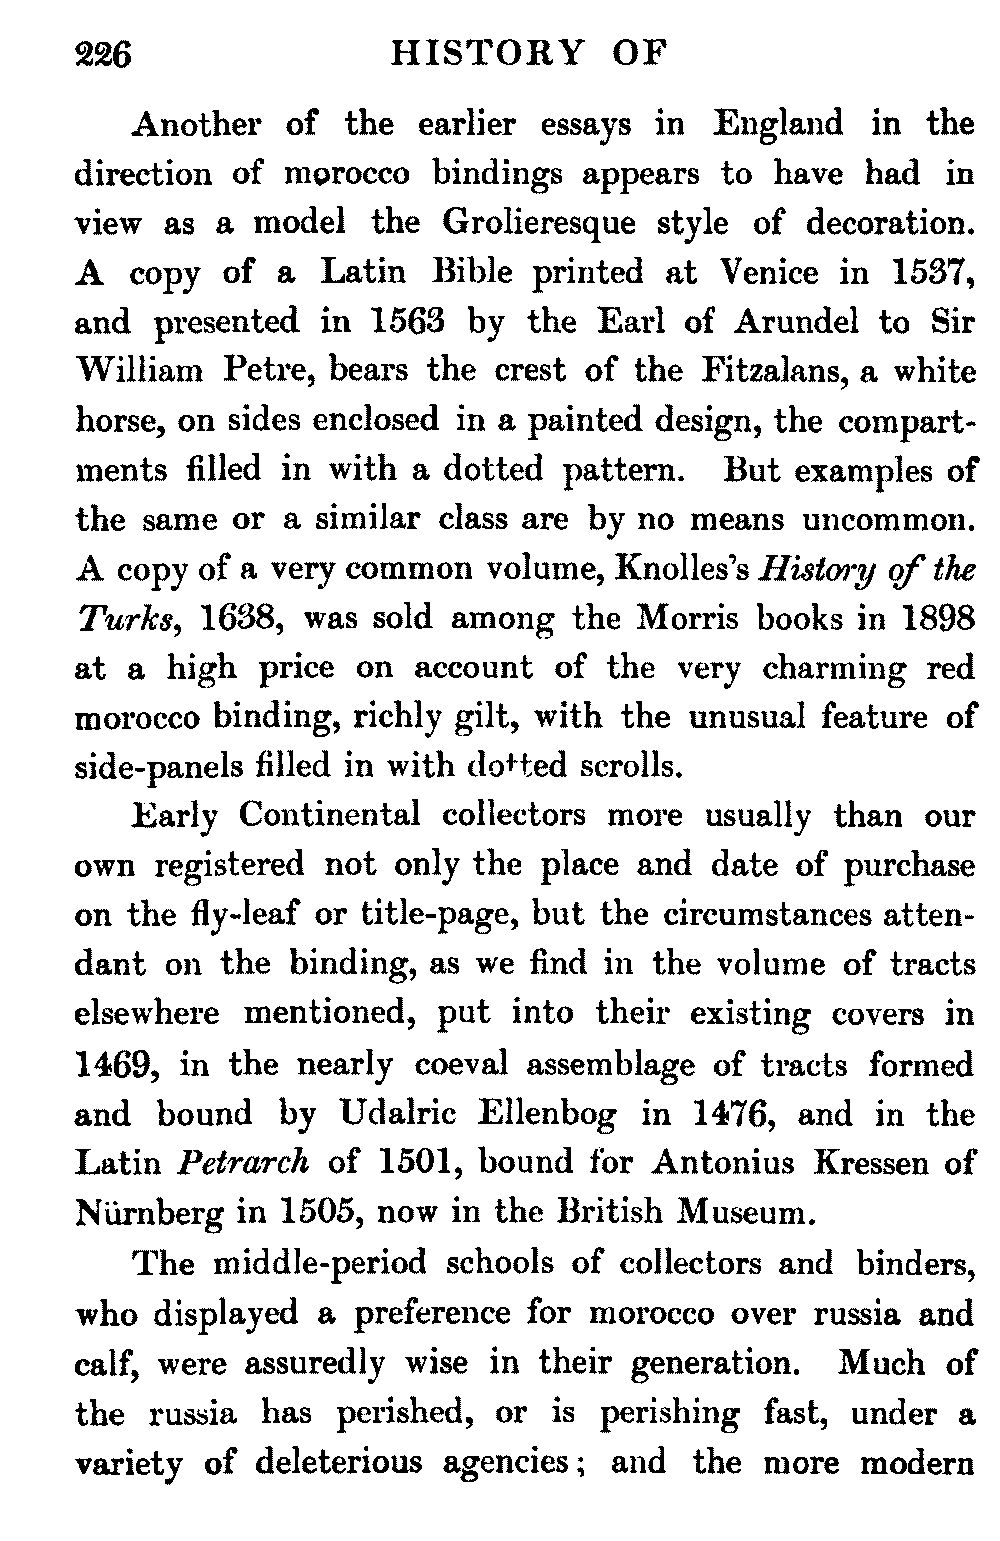 226 HISTORY OF
Another of the earlier essays in England in the
direction of morocco bindings appears to have had in
view as a model the Grolieresque style of decoration.
A copy of a Latin Bible printed at Venice in 1537,
and presented in 1563 by the Earl of Arundel to Sir
William Petre, bears the crest of the Fitzalans, a white
horse, on sides enclosed in a painted design, the compart-
ments filled in with a dotted pattern. But examples of
the same or a similar class are by no means uncommon.
A copy of a very common volume, Knolles's History of the
Turks, 1638, was sold among the Morris books in 1898
at a high price on account of the very charming red
morocco binding, richly gilt, with the unusual feature of
side-panels filled in with dotted scrolls.
Early Continental collectors more usually than our
own registered not only the place and date of purchase
on the fly-leaf or title-page, but the circumstances atten-
dant on the binding, as we find in the volume of tracts
elsewhere mentioned, put into their existing covers in
1469, in the nearly coeval assemblage of tracts formed
and bound by Udalric Ellenbog in 1476, and in the
Latin Petrarch of 1501, bound for Antonius Kressen of
Nürnberg in 1505, now in the British Museum.
The middle-period schools of collectors and binders,
who displayed a preference for morocco over russia and
calf, were assuredly wise in their generation. Much of
the russia has perished, or is perishing fast, under a
variety of deleterious agencies; and the more modern